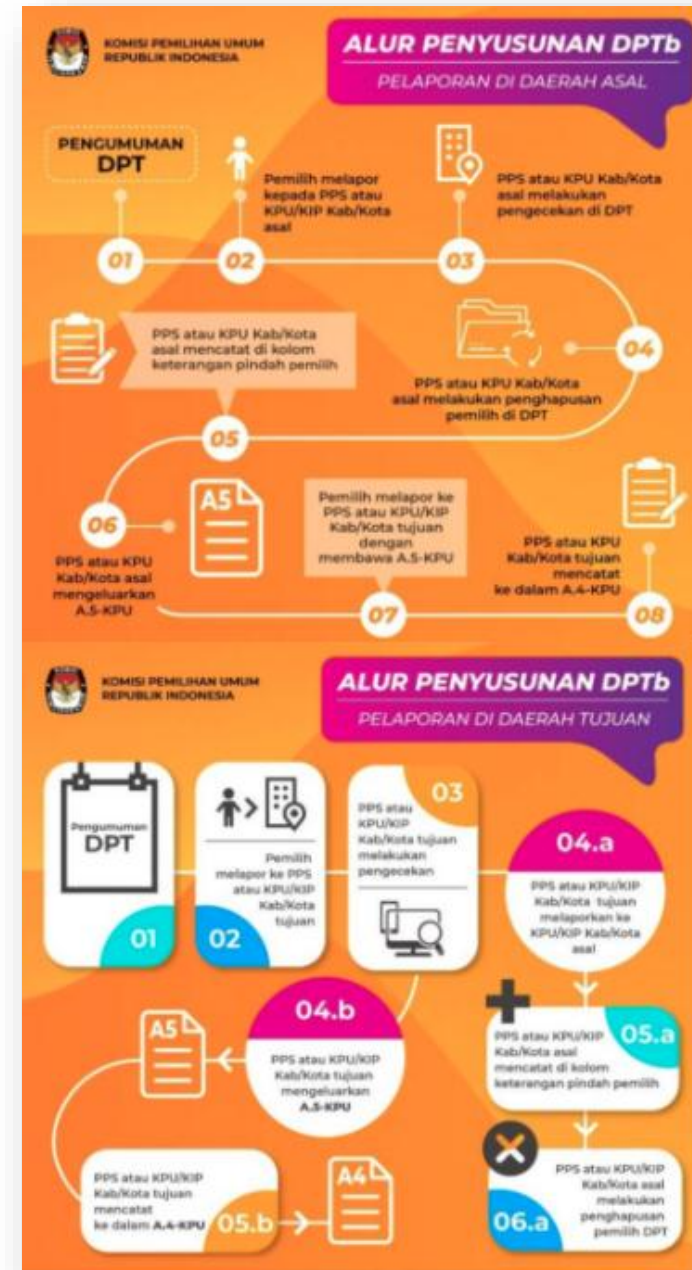 KOMISI PEMILIHAN UMUM
REPUBLIK INDONESIA
ALUR PENYUSUNAN DPTb
PELAPORAN DI DAERAH ASAL
PENGUMUMAN
DPT
01
Pemilih melapor
kepada PPS atau
KPU/KIP Kab/Kota
asal
02
PPS atau KPU Kab/Kota
asal melakukan
pengecekan di DPT
03
PPS atau KPU Kab/Kota
asal melakukan penghapusan
pemilih di DPT
04
PPS atau KPU Kab/Kota
asal mencatat di kolom
keterangan pindah pemilih
05
06
A5
PPS atau KPU
Kab/Kota asal
mengeluarkan
A.5-KPU
Pemilih melapor ke
PPS atau KPU/KIP
Kab/Kota tujuan
dengan
membawa A.5-KPU
07
PPS atau KPU
Kab/Kota tujuan
mencatat
ke dalam A.4-KPU
08
KOMISI PEMILIHAN UMUM
REPUBLIK INDONESIA
ALUR PENYUSUNAN DPTb
PELAPORAN DI DAERAH TUJUAN
Pengumuman
DPT
01
Pemilih
melapor ke PPS
atau KPU/KIP
Kab/Kota
tujuan
02
03
PPS atau
KPU/KIP
Kab/Kota tujuan
melakukan
pengecekan
04.a
PPS atau KPU/KIP
Kab/Kota tujuan
melaporkan ke
KPU/KIP Kab/Kota
asal
04.b
PPS atau KPU/KIP
Kab/Kota tujuan
mengeluarkan
A.5-KPU
A5
05.a
PPS atau KPU/KIP
Kab/Kota asal
mencatat di kolom
keterangan pindah pemilih
PPS atau KPU/KIP
Kab/Kota tujuan
mencatat
ke dalam A.4-KPU
05.b
A4
06.a
PPS atau KPU/KIP
Kab/Kota asal
melakukan
penghapusan
pemilih DPT